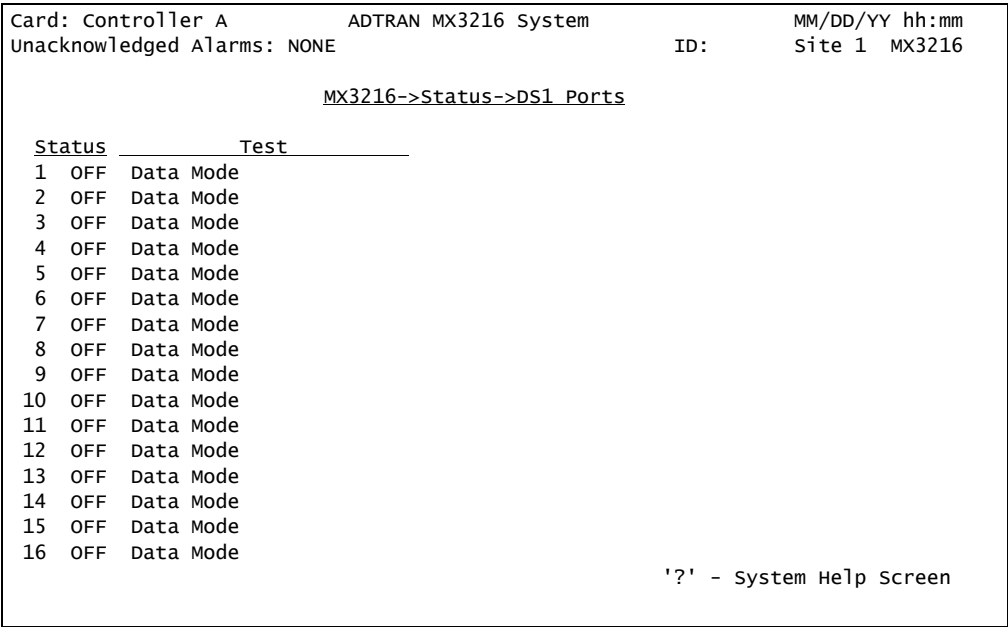 Card: Controller A ADTRAN MX3216 System MM/DD/YY hh:mm
Unacknowledged Alarms: NONE ID: Site 1 MX3216
MX3216->Status->DS1 Ports
Status Test
1 OFF Data Mode
2 OFF Data Mode
3 OFF Data Mode
4 OFF Data Mode
5 OFF Data Mode
6 OFF Data Mode
7 OFF Data Mode
8 OFF Data Mode
9 OFF Data Mode
10 OFF Data Mode
11 OFF Data Mode
12 OFF Data Mode
13 OFF Data Mode
14 OFF Data Mode
15 OFF Data Mode
16 OFF Data Mode
'?' - System Help Screen